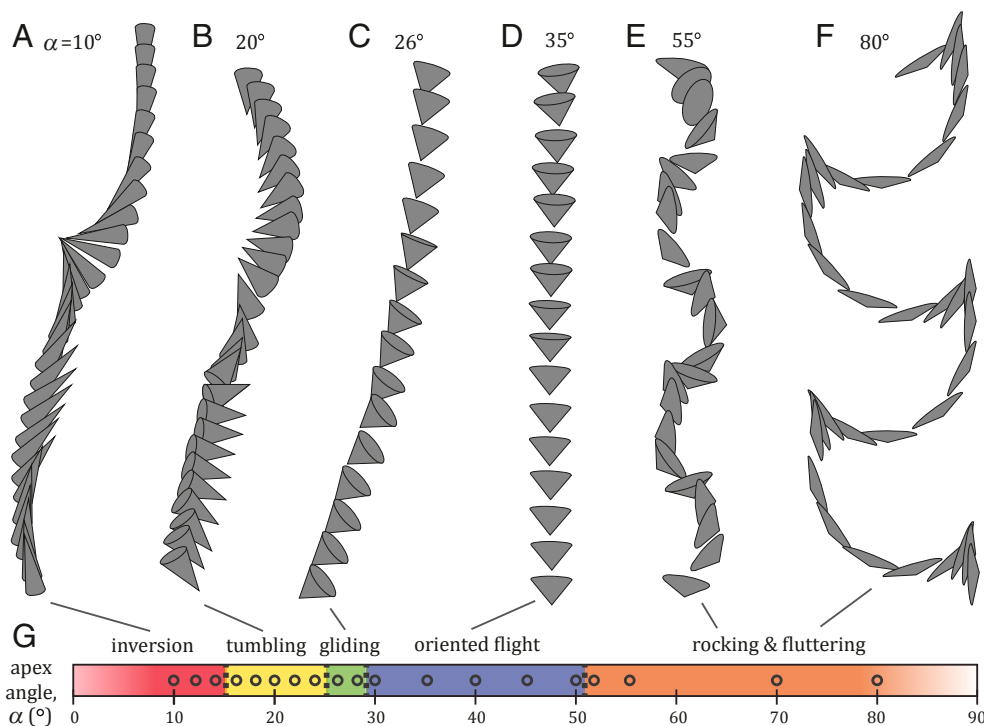 A α=10° B 20° C 26° D 35° E 55° F 80°
G
inversion tumbling gliding oriented flight rocking & fluttering
apex
angle,
α (°)
0 10 20 30 40 50 60 70 80 90